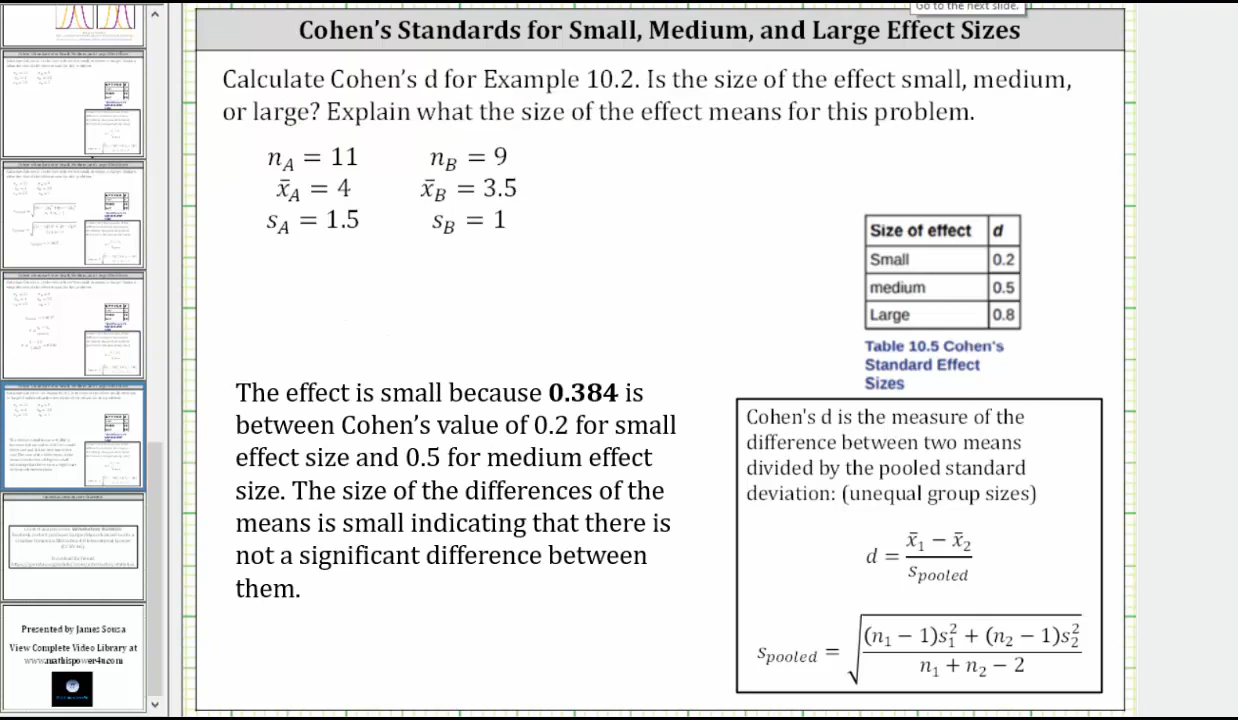 Go to the next slide.
Cohen's Standards for Small, Medium, and Large Effect Sizes
Calculate Cohen's d for Example 10.2. Is the size of the effect small, medium,
or large? Explain what the size of the effect means for this problem.
n_A = 11 n_B = 9
x̄_A = 4 x̄_B = 3.5
s_A = 1.5 s_B = 1
Size of effect d
Small 0.2
medium 0.5
Large 0.8
Table 10.5 Cohen's
Standard Effect
Sizes
The effect is small because 0.384 is
between Cohen's value of 0.2 for small
effect size and 0.5 for medium effect
size. The size of the differences of the
means is small indicating that there is
not a significant difference between
them.
Cohen's d is the measure of the
difference between two means
divided by the pooled standard
deviation: (unequal group sizes)
d = (x̄₁ − x̄₂) / s_pooled
s_pooled = √(((n₁ − 1)s₁² + (n₂ − 1)s₂²) / (n₁ + n₂ − 2))
Presented by James Sousa
View Complete Video Library at
www.mathispower4u.com